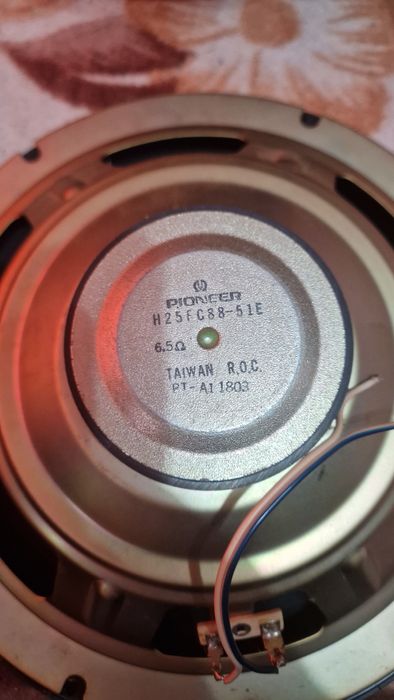 PIONEER
H25FC88-51E
6.5Ω
TAIWAN R.O.C.
PT-A1 1803